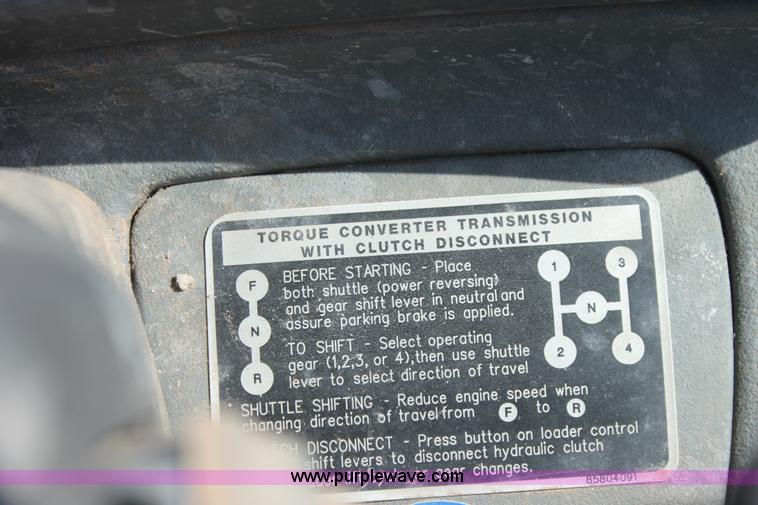 TORQUE CONVERTER TRANSMISSION
WITH CLUTCH DISCONNECT
F
N
R
BEFORE STARTING - Place
both shuttle (power reversing)
and gear shift lever in neutral and
assure parking brake is applied.
TO SHIFT - Select operating
gear (1,2,3, or 4),then use shuttle
lever to select direction of travel
1 3
N
2 4
SHUTTLE SHIFTING - Reduce engine speed when
changing direction of travel from F to R
DISCONNECT - Press button on loader control
shift levers to disconnect hydraulic clutch
gear changes.
85804091
www.purplewave.com